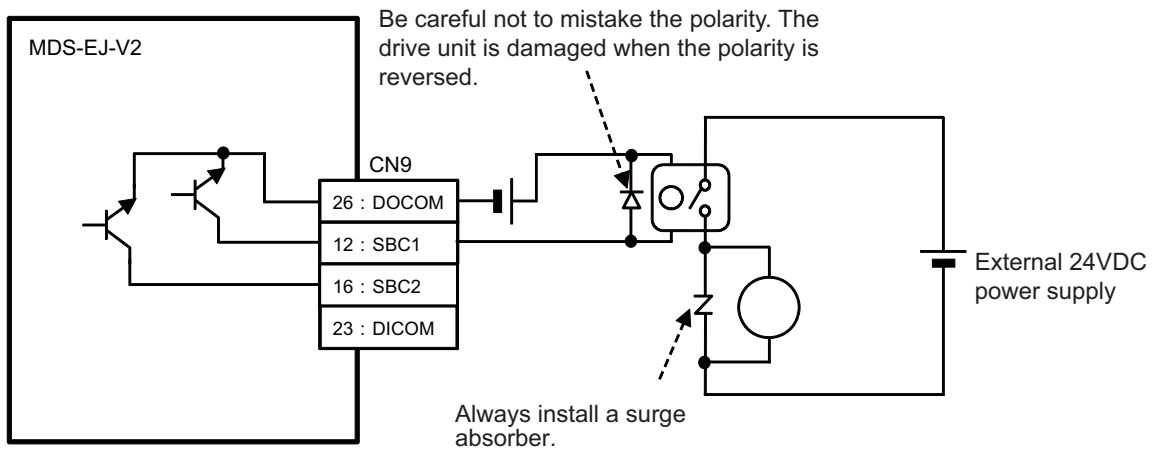 Be careful not to mistake the polarity. The
drive unit is damaged when the polarity is
reversed.
MDS-EJ-V2
CN9
26 : DOCOM
12 : SBC1
16 : SBC2
23 : DICOM
External 24VDC
power supply
Always install a surge
absorber.